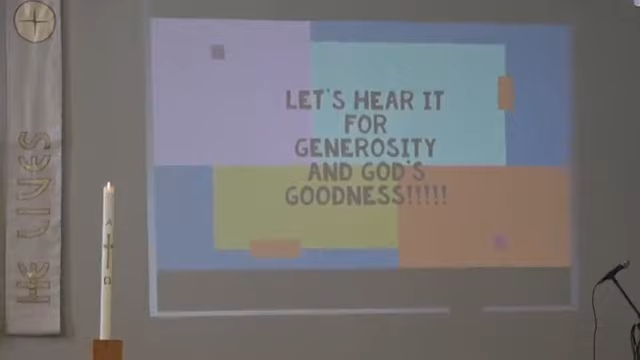 LET'S HEAR IT
FOR
GENEROSITY
AND GOD'S
GOODNESS!!!!!
HE LIVES
A
Ω